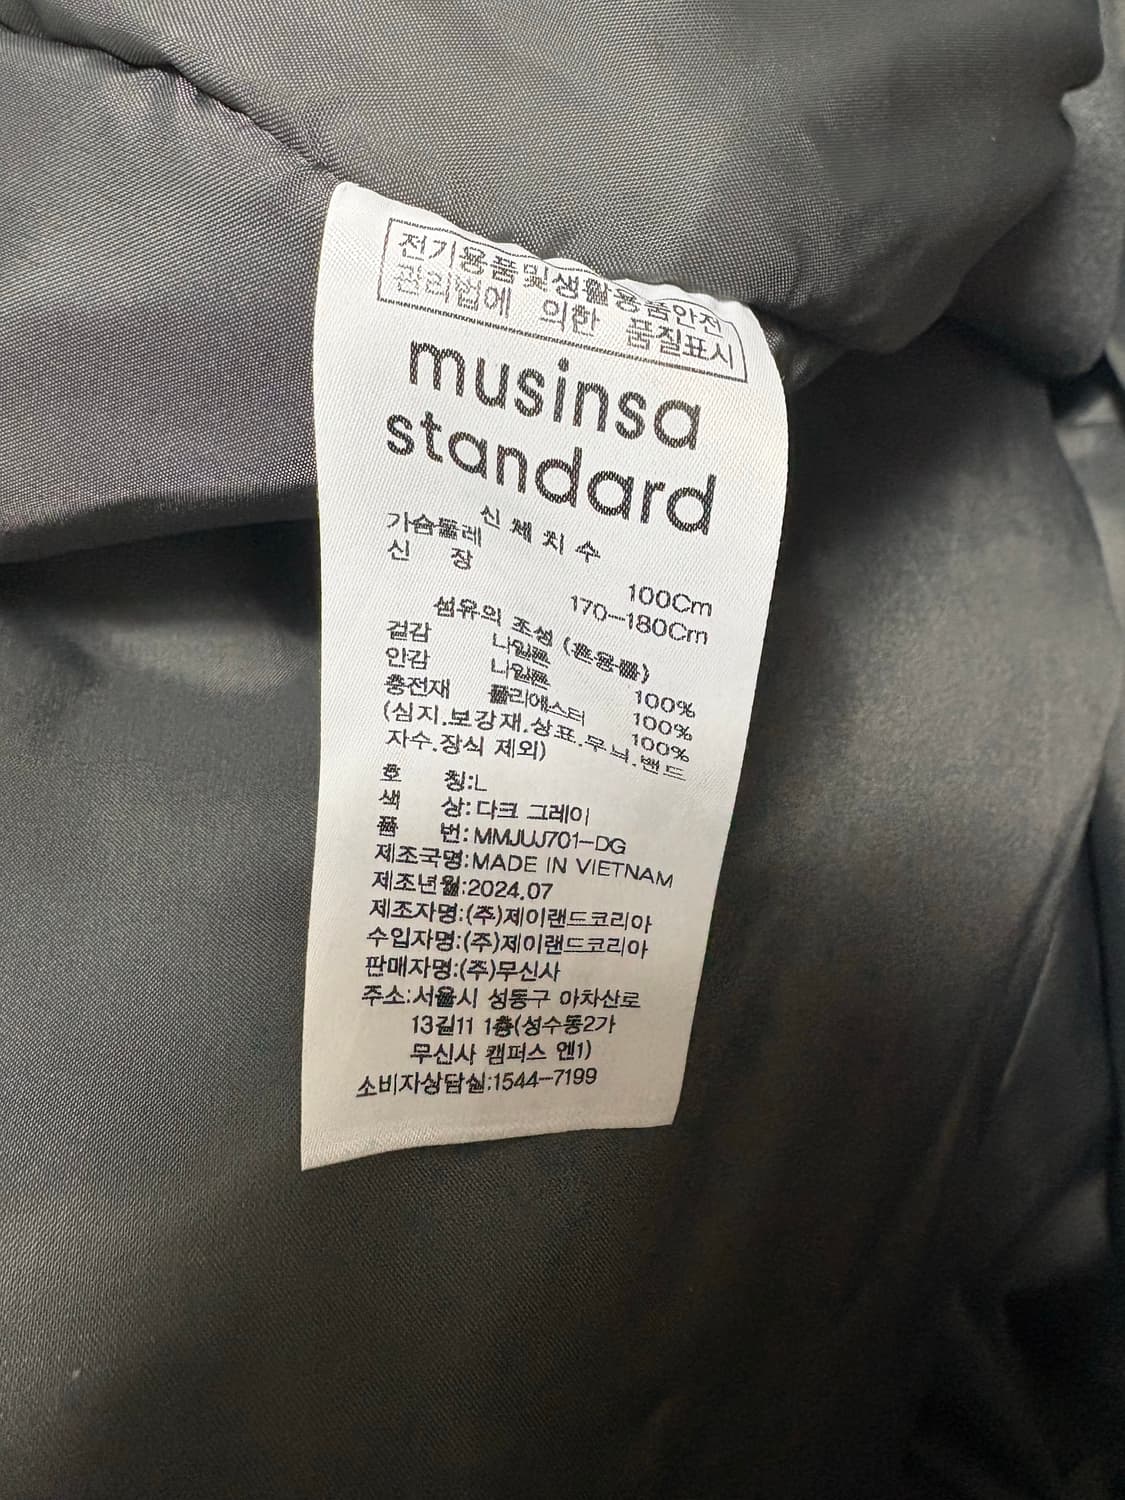 전기용품및생활용품안전
관리법에 의한 품질표시
musinsa
standard
신체치수
가슴둘레 100Cm
신 장 170-180Cm
섬유의 조성 (혼용률)
겉감 나일론 100%
안감 나일론 100%
충전재 폴리에스터 100%
(심지.보강재.상표.무늬.밴드
자수.장식 제외)
호 칭:L
색 상:다크 그레이
품 번:MMJUJ701-DG
제조국명:MADE IN VIETNAM
제조년월:2024.07
제조자명:(주)제이랜드코리아
수입자명:(주)제이랜드코리아
판매자명:(주)무신사
주소:서울시 성동구 아차산로
13길11 1층(성수동2가
무신사 캠퍼스 엔1)
소비자상담실:1544-7199